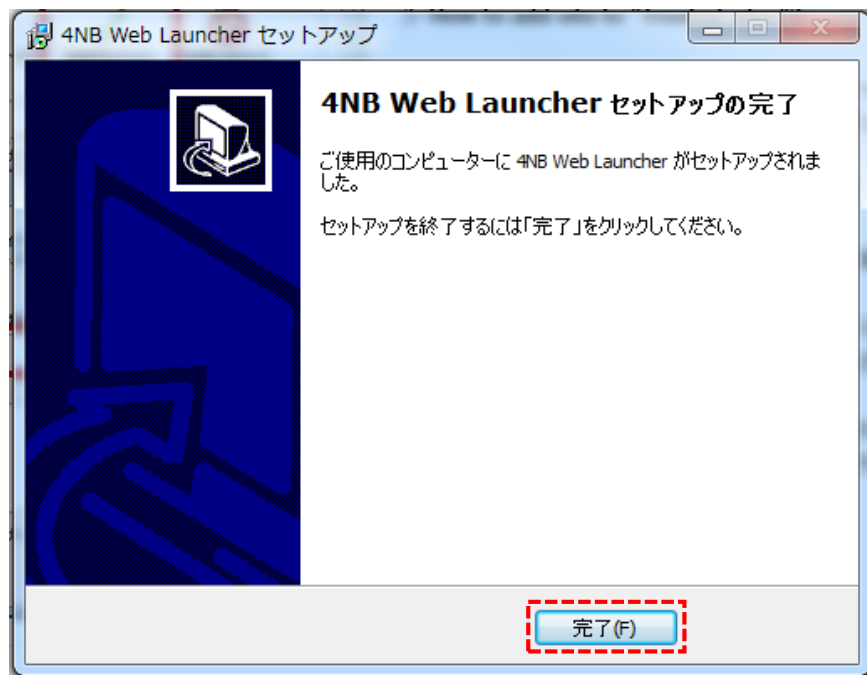 4NB Web Launcher セットアップ
4NB Web Launcher セットアップの完了
ご使用のコンピューターに 4NB Web Launcher がセットアップされま
した。
セットアップを終了するには「完了」をクリックしてください。
完了(F)